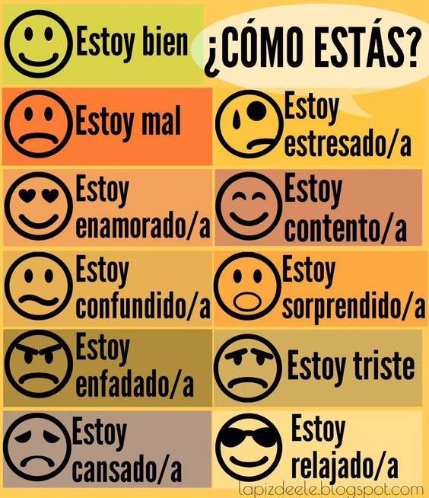 Estoy bien
¿CÓMO ESTÁS?
Estoy mal
Estoy
estresado/a
Estoy
enamorado/a
Estoy
contento/a
Estoy
confundido/a
Estoy
sorprendido/a
Estoy
enfadado/a
Estoy triste
Estoy
cansado/a
Estoy
relajado/a
lapizdeele.blogspot.com